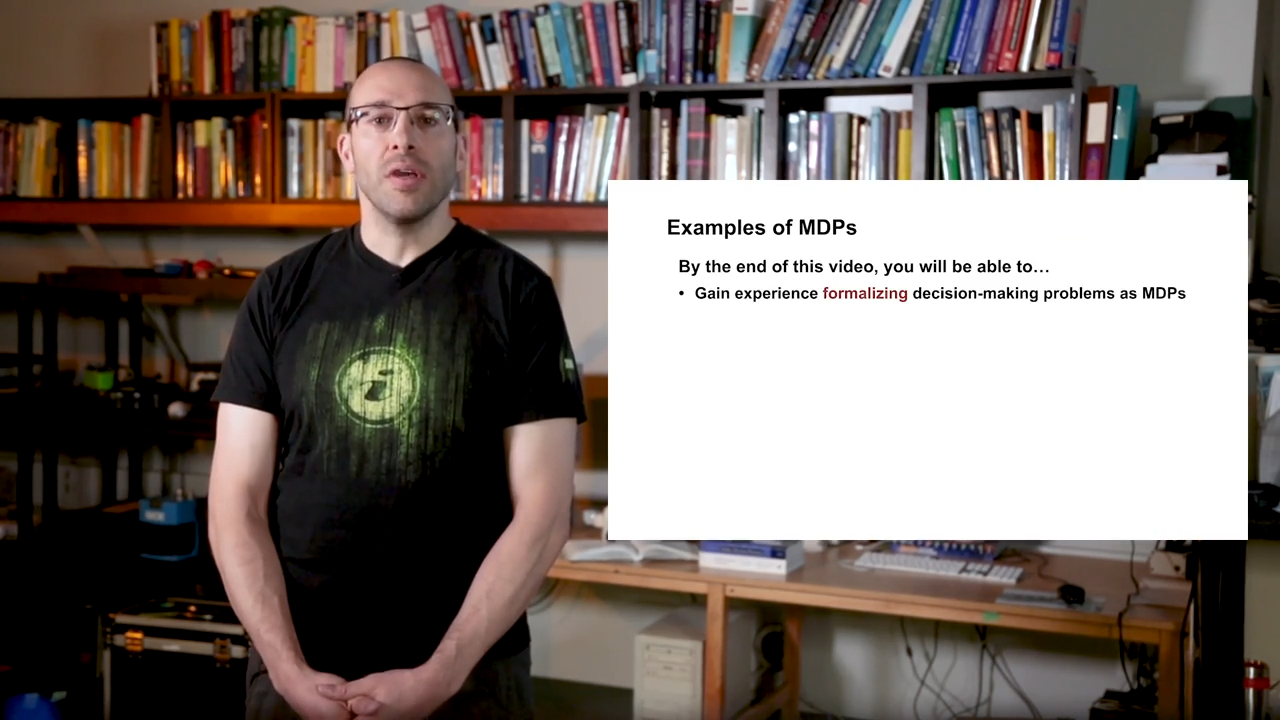 Examples of MDPs
By the end of this video, you will be able to…
• Gain experience formalizing decision-making problems as MDPs